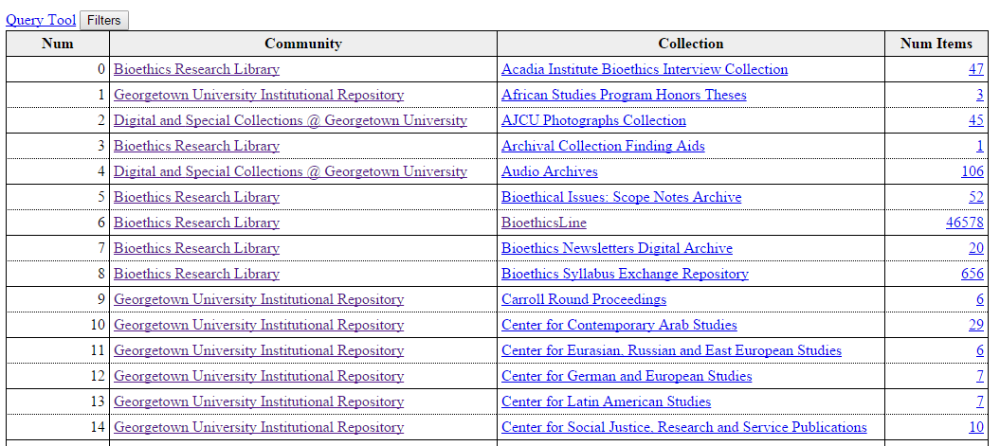 Query Tool Filters
Num Community Collection Num Items
0 Bioethics Research Library Acadia Institute Bioethics Interview Collection 47
1 Georgetown University Institutional Repository African Studies Program Honors Theses 3
2 Digital and Special Collections @ Georgetown University AJCU Photographs Collection 45
3 Bioethics Research Library Archival Collection Finding Aids 1
4 Digital and Special Collections @ Georgetown University Audio Archives 106
5 Bioethics Research Library Bioethical Issues: Scope Notes Archive 52
6 Bioethics Research Library BioethicsLine 46578
7 Bioethics Research Library Bioethics Newsletters Digital Archive 20
8 Bioethics Research Library Bioethics Syllabus Exchange Repository 656
9 Georgetown University Institutional Repository Carroll Round Proceedings 6
10 Georgetown University Institutional Repository Center for Contemporary Arab Studies 29
11 Georgetown University Institutional Repository Center for Eurasian, Russian and East European Studies 6
12 Georgetown University Institutional Repository Center for German and European Studies 7
13 Georgetown University Institutional Repository Center for Latin American Studies 7
14 Georgetown University Institutional Repository Center for Social Justice, Research and Service Publications 10